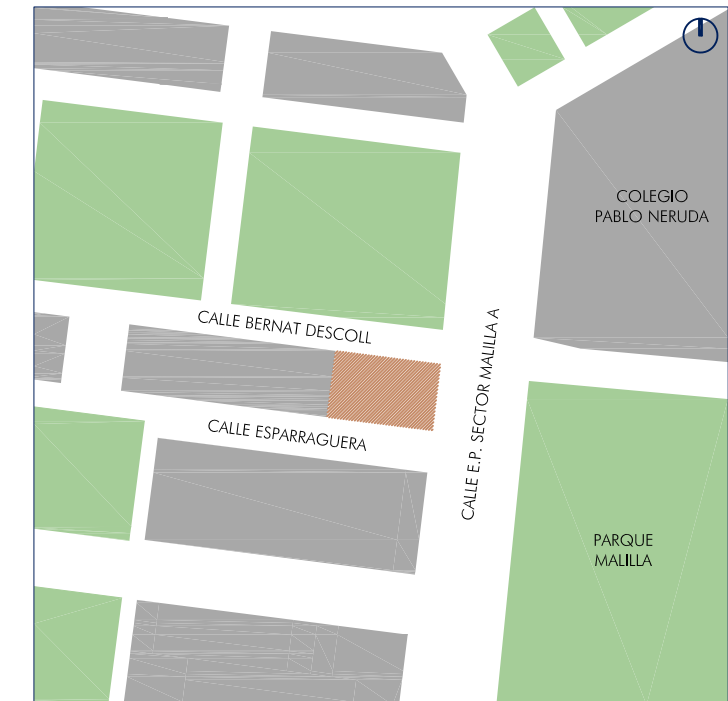 COLEGIO
PABLO NERUDA
CALLE BERNAT DESCOLL
CALLE E.P. SECTOR MALILLA A
CALLE ESPARRAGUERA
PARQUE
MALILLA